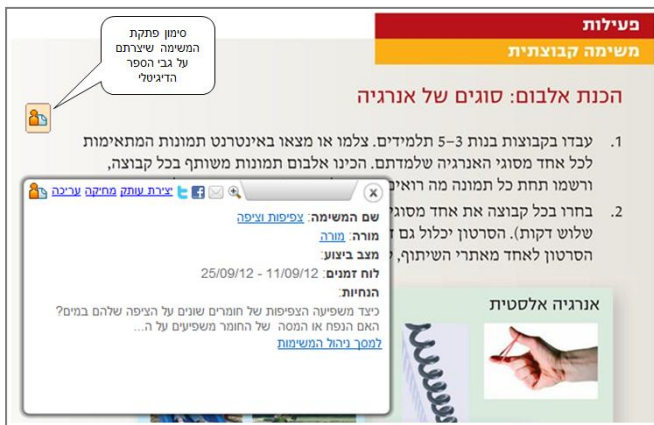 פעילות
משימה קבוצתית
סימון פתקת
המשימה שיצרתם
על גבי הספר
הדיגיטלי
הכנת אלבום: סוגים של אנרגיה
1. עבדו בקבוצות בנות 3–5 תלמידים. צלמו או מצאו באינטרנט תמונות המתאימות
לכל אחד מסוגי האנרגיה שלמדתם. הכינו אלבום תמונות משותף בכל קבוצה,
ורשמו תחת כל תמונה מה רואים
2. בחרו בכל קבוצה את אחד מסוגי
שלוש דקות). הסרטון יכלול גם
הסרטון לאחד מאתרי השיתוף,
יצירת עותק מחיקה עריכה
שם המשימה: צפיפות וציפה
מורה: מורה
מצב ביצוע:
לוח זמנים: 11/09/12 - 25/09/12
הנחיות:
כיצד משפיעה הצפיפות של חומרים שונים על הציפה שלהם במים?
האם הנפח או המסה של החומר משפיעים על ה...
למסך ניהול המשימות
אנרגיה אלסטית